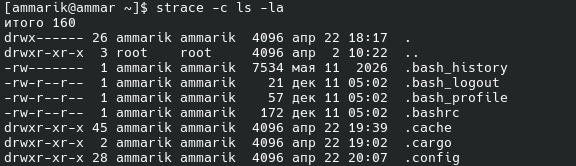 [ammarik@ammar ~]$ strace -c ls -la
итого 160
drwx------ 26 ammarik ammarik  4096 апр 22 18:17  .
drwxr-xr-x  3 root    root     4096 апр  2 10:22  ..
-rw-------  1 ammarik ammarik  7534 мая 11  2026  .bash_history
-rw-r--r--  1 ammarik ammarik    21 дек 11 05:02  .bash_logout
-rw-r--r--  1 ammarik ammarik    57 дек 11 05:02  .bash_profile
-rw-r--r--  1 ammarik ammarik   172 дек 11 05:02  .bashrc
drwxr-xr-x 45 ammarik ammarik  4096 апр 22 19:39  .cache
drwxr-xr-x  2 ammarik ammarik  4096 апр 22 19:02  .cargo
drwxr-xr-x 28 ammarik ammarik  4096 апр 22 20:07  .config